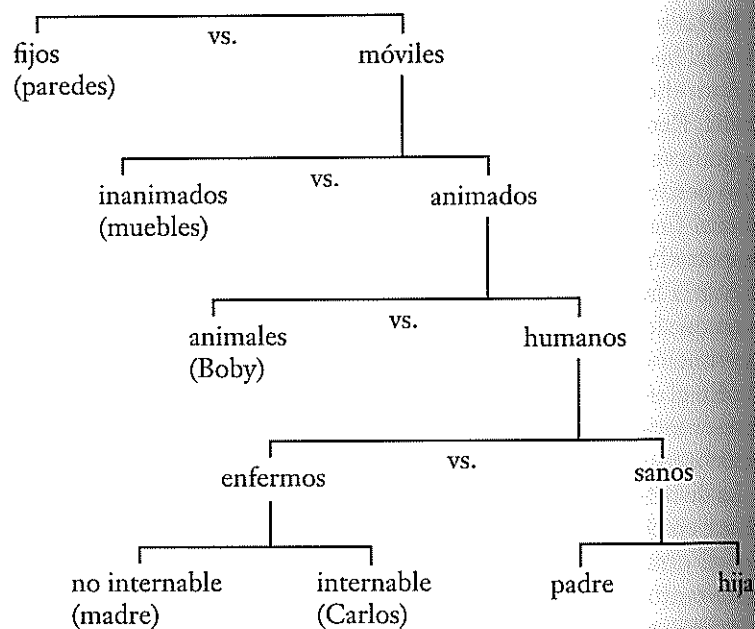 vs.
fijos móviles
(paredes)
vs.
inanimados animados
(muebles)
vs.
animales humanos
(Boby)
vs.
enfermos sanos
no internable internable padre hija
(madre) (Carlos)